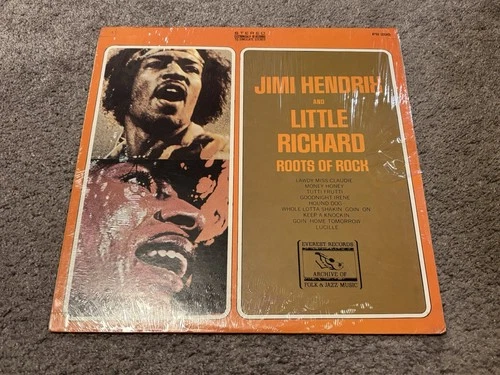 STEREO
JIMI HENDRIX
AND
LITTLE
RICHARD
ROOTS OF ROCK
LAWDY MISS CLAUDIE
MONEY HONEY
TUTTI FRUTTI
GOODNIGHT IRENE
HOUND DOG
WHOLE LOTTA SHAKIN' GOIN' ON
KEEP A KNOCKIN
GOIN' HOME TOMORROW
LUCILLE
EVEREST RECORDS
ARCHIVE OF
FOLK & JAZZ MUSIC